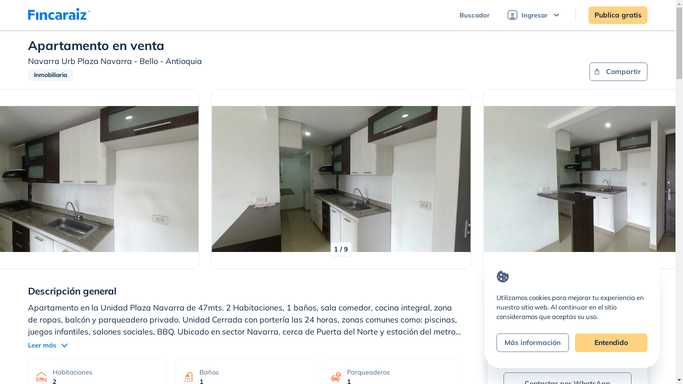 Fincaraiz
Buscador
Ingresar
Publica gratis
Apartamento en venta
Navarra Urb Plaza Navarra - Bello - Antioquia
Inmobiliaria
Compartir
1 / 9
Descripción general
Apartamento en la Unidad Plaza Navarra de 47mts. 2 Habitaciones, 1 baños, sala comedor, cocina integral, zona
de ropas, balcón y parqueadero privado. Unidad Cerrada con portería las 24 horas, zonas comunes como: piscinas,
juegos infantiles, salones sociales, BBQ. Ubicado en sector Navarra, cerca de Puerta del Norte y estación del metro...
Leer más
Habitaciones
2
Baños
1
Parqueaderos
1
Utilizamos cookies para mejorar tu experiencia en
nuestro sitio web. Al continuar en el sitio
consideramos que aceptas su uso.
Más información
Entendido
Contactar por WhatsApp